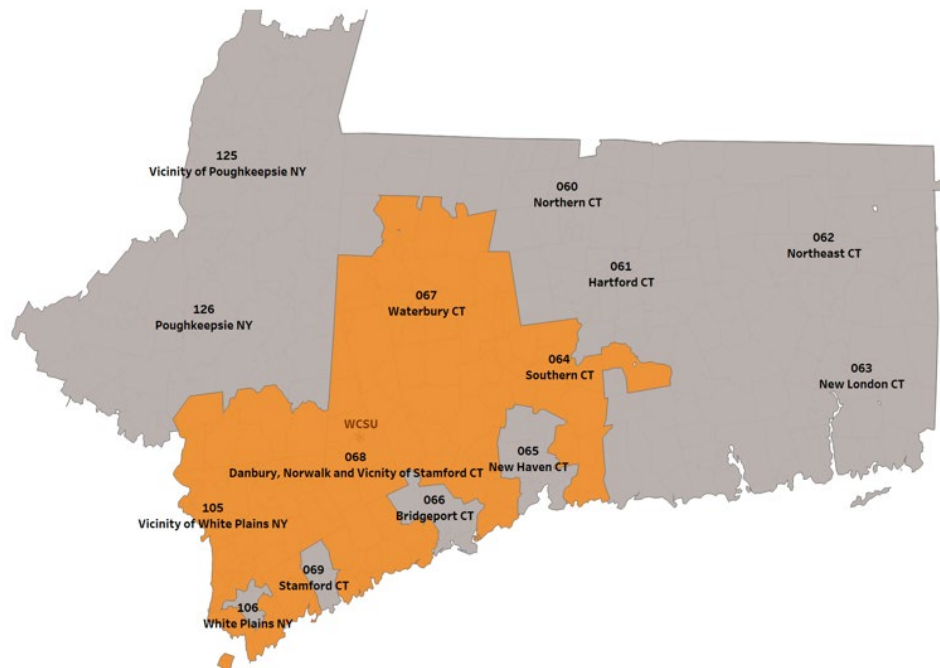 125
Vicinity of Poughkeepsie NY
060
Northern CT
062
Northeast CT
061
Hartford CT
067
Waterbury CT
126
Poughkeepsie NY
064
Southern CT
063
New London CT
WCSU
065
New Haven CT
068
Danbury, Norwalk and Vicnity of Stamford CT
066
Bridgeport CT
105
Vicinity of White Plains NY
069
Stamford CT
106
White Plains NY